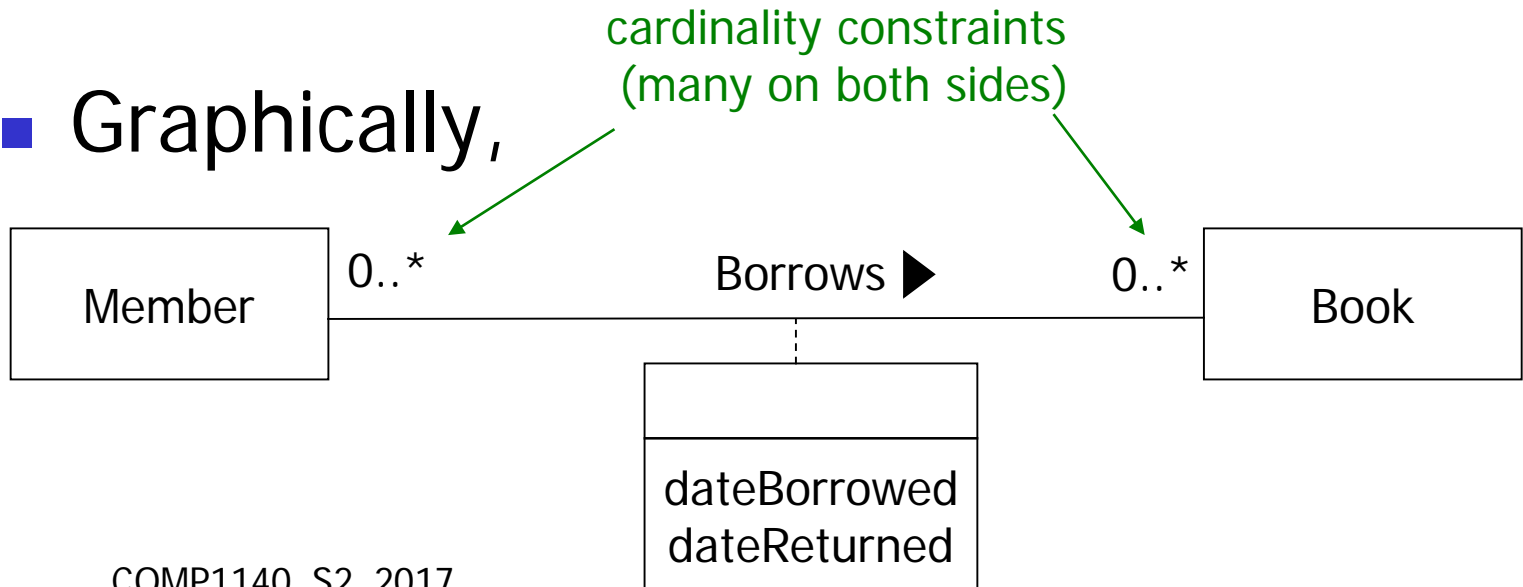 cardinality constraints
(many on both sides)
Graphically,
0..*
Borrows
0..*
Member
Book
dateBorrowed
dateReturned
COMP1140, S2, 2017